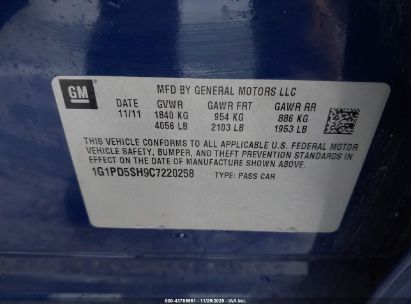 GM
MFD BY GENERAL MOTORS LLC
DATE GVWR GAWR FRT GAWR RR
11/11 1840 KG 954 KG 886 KG
4056 LB 2103 LB 1953 LB
THIS VEHICLE CONFORMS TO ALL APPLICABLE U.S. FEDERAL MOTOR
VEHICLE SAFETY, BUMPER, AND THEFT PREVENTION STANDARDS IN
EFFECT ON THE DATE OF MANUFACTURE SHOWN ABOVE.
1G1PD5SH9C7220258 TYPE: PASS CAR